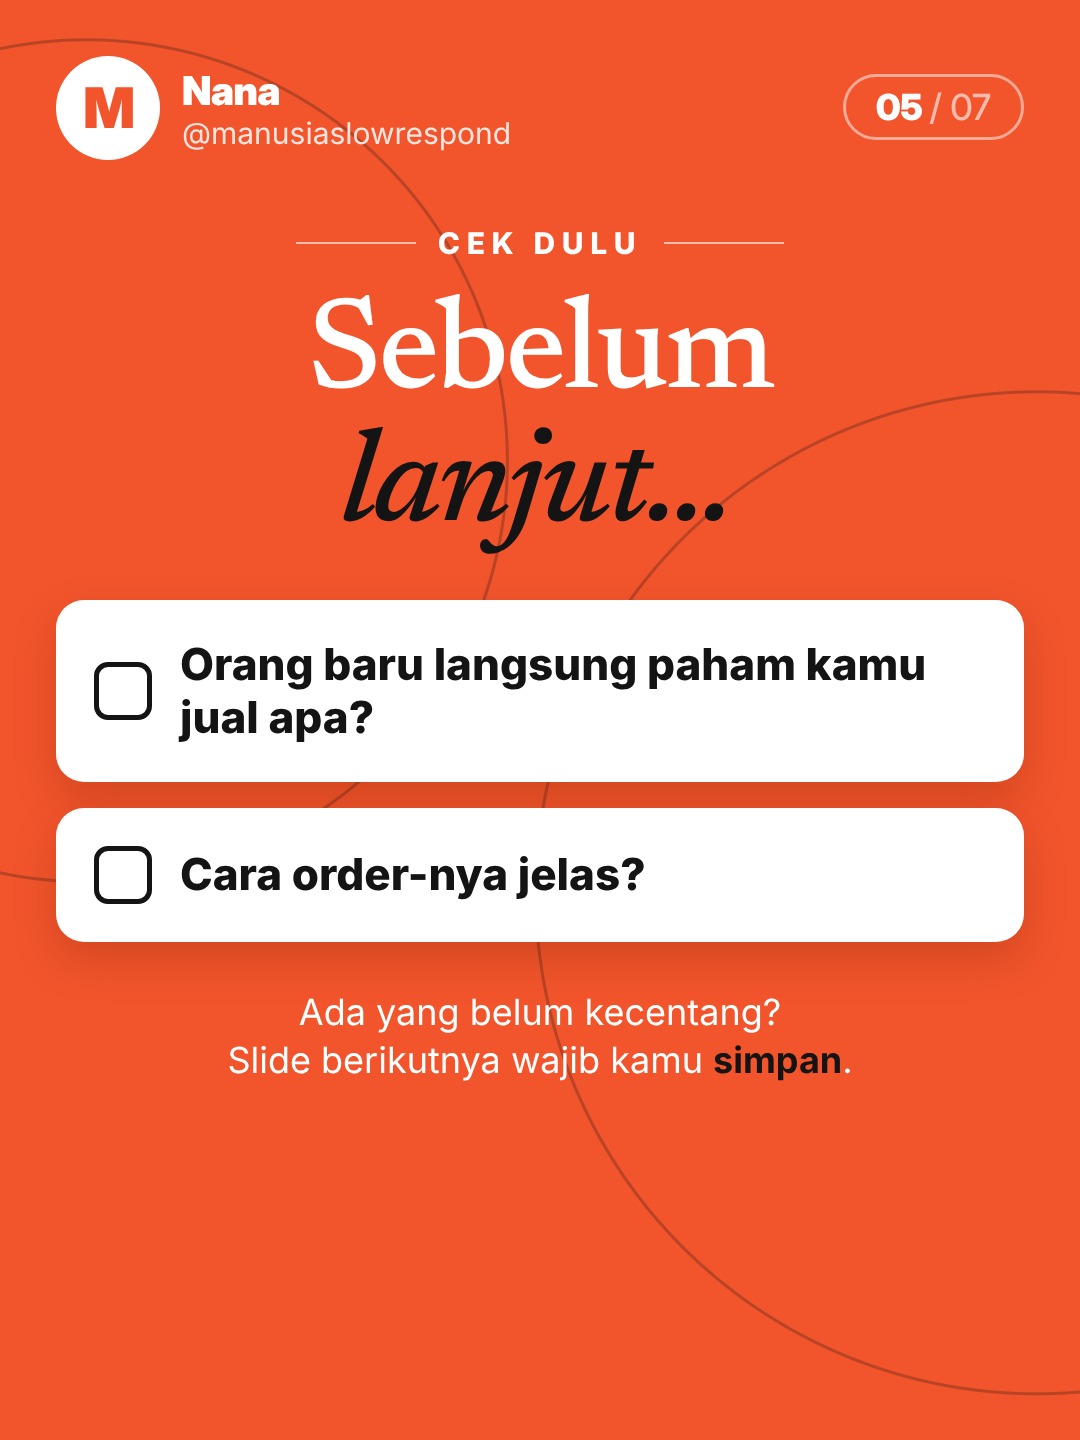 M
Nana
@manusiaslowrespond
05 / 07
CEK DULU
Sebelum
lanjut...
Orang baru langsung paham kamu
jual apa?
Cara order-nya jelas?
Ada yang belum kecentang?
Slide berikutnya wajib kamu simpan.